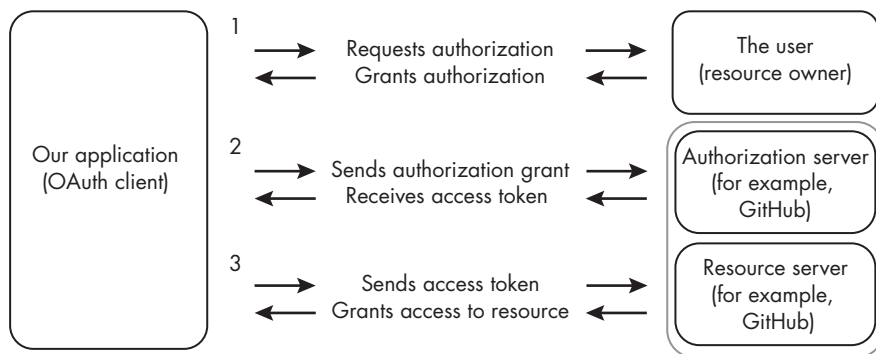 Our application
(OAuth client)
1
Requests authorization
Grants authorization
The user
(resource owner)
2
Sends authorization grant
Receives access token
Authorization server
(for example,
GitHub)
3
Sends access token
Grants access to resource
Resource server
(for example,
GitHub)